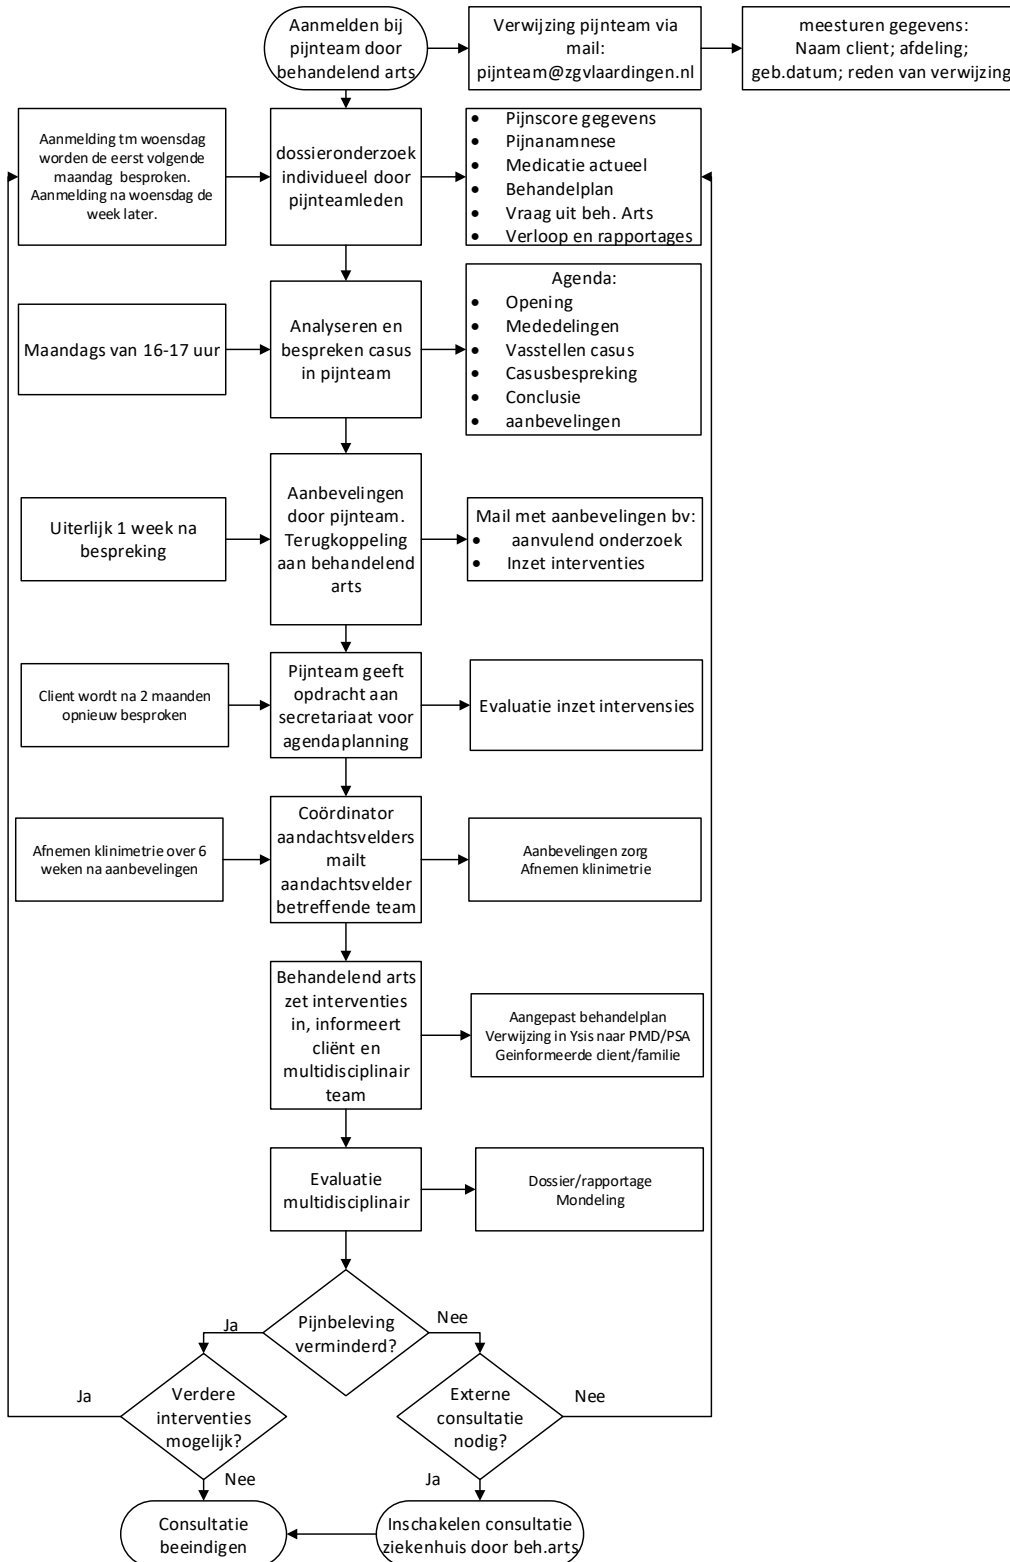 Aanmelden bij
pijnteam door
behandelend arts
Verwijzing pijnteam via
mail:
pijnteam@zgvlaardingen.nl
meesturen gegevens:
Naam client; afdeling;
geb.datum; reden van verwijzing
Aanmelding tm woensdag
worden de eerst volgende
maandag besproken.
Aanmelding na woensdag de
week later.
dossieronderzoek
individueel door
pijnteamleden
• Pijnscore gegevens
• Pijnanamnese
• Medicatie actueel
• Behandelplan
• Vraag uit beh. Arts
• Verloop en rapportages
Maandags van 16-17 uur
Analyseren en
bespreken casus
in pijnteam
Agenda:
• Opening
• Mededelingen
• Vasstellen casus
• Casusbespreking
• Conclusie
• aanbevelingen
Uiterlijk 1 week na
bespreking
Aanbevelingen
door pijnteam.
Terugkoppeling
aan behandelend
arts
Mail met aanbevelingen bv:
• aanvulend onderzoek
• Inzet interventies
Client wordt na 2 maanden
opnieuw besproken
Pijnteam geeft
opdracht aan
secretariaat voor
agendaplanning
Evaluatie inzet intervensies
Afnemen klinimetrie over 6
weken na aanbevelingen
Coördinator
aandachtsvelders
mailt
aandachtsvelder
betreffende team
Aanbevelingen zorg
Afnemen klinimetrie
Behandelend arts
zet interventies
in, informeert
cliënt en
multidisciplinair
team
Aangepast behandelplan
Verwijzing in Ysis naar PMD/PSA
Geinformeerde client/familie
Evaluatie
multidisciplinair
Dossier/rapportage
Mondeling
Pijnbeleving
verminderd?
Ja
Nee
Verdere
interventies
mogelijk?
Ja
Nee
Externe
consultatie
nodig?
Nee
Ja
Consultatie
beeindigen
Inschakelen consultatie
ziekenhuis door beh.arts